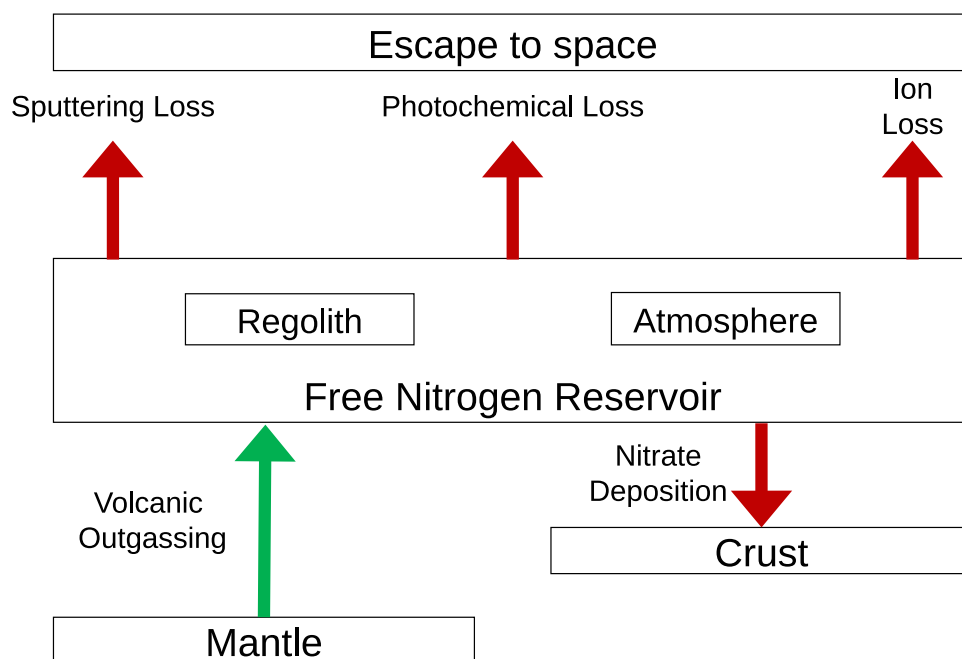 Escape to space
Sputtering Loss
Photochemical Loss
Ion
Loss
Regolith
Atmosphere
Free Nitrogen Reservoir
Volcanic
Outgassing
Nitrate
Deposition
Crust
Mantle